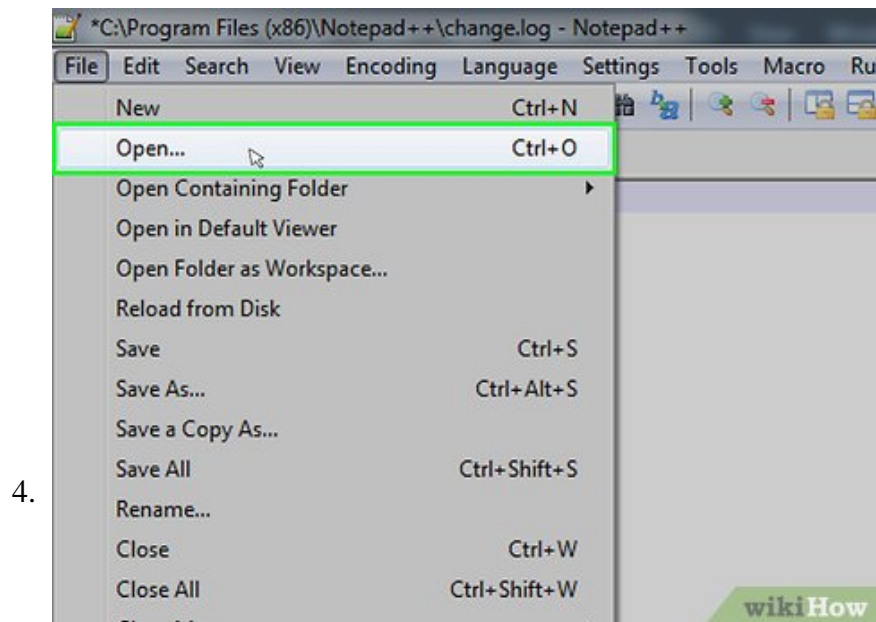 *C:\Program Files (x86)\Notepad++\change.log - Notepad++
File Edit Search View Encoding Language Settings Tools Macro Ru
New Ctrl+N
Open... Ctrl+O
Open Containing Folder
Open in Default Viewer
Open Folder as Workspace...
Reload from Disk
Save Ctrl+S
Save As... Ctrl+Alt+S
Save a Copy As...
Save All Ctrl+Shift+S
4.
Rename...
Close Ctrl+W
Close All Ctrl+Shift+W
wikiHow